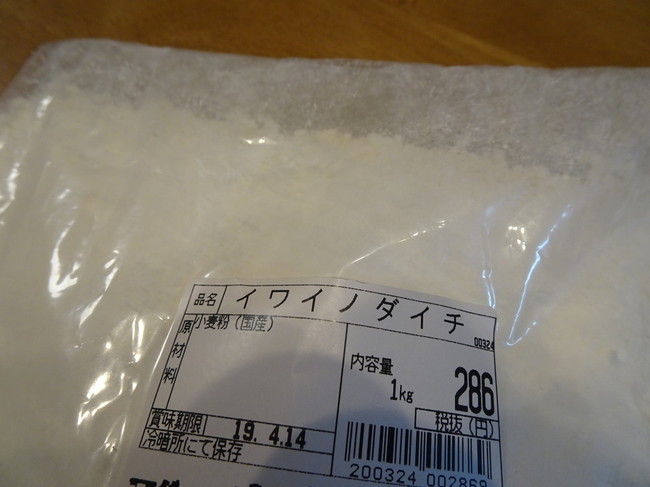 品名 イワイノダイチ
00324
原材料 小麦粉(国産)
内容量
1kg
286
税抜(円)
賞味期限 19. 4.14
冷暗所にて保存
200324 002869